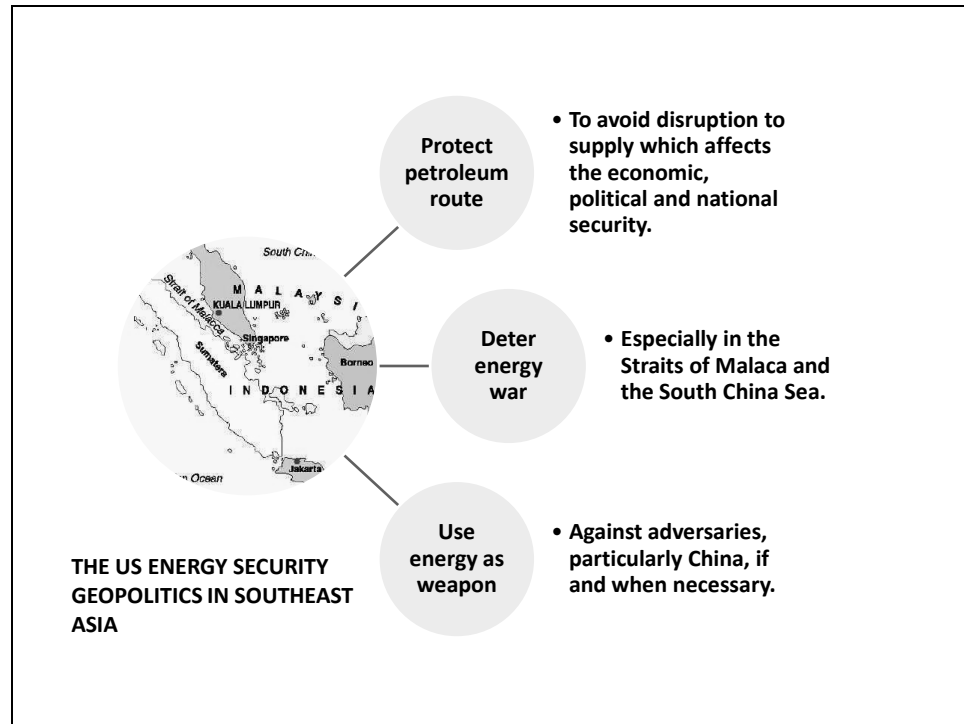 Protect
petroleum
route
• To avoid disruption to
supply which affects
the economic,
political and national
security.
South Chi
MALAYSI
Strait of Malacca
KUALA LUMPUR
Singapore
Sumatera
Borneo
INDONESIA
Jakarta
Ocean
Deter
energy
war
• Especially in the
Straits of Malaca and
the South China Sea.
Use
energy as
weapon
• Against adversaries,
particularly China, if
and when necessary.
THE US ENERGY SECURITY
GEOPOLITICS IN SOUTHEAST
ASIA